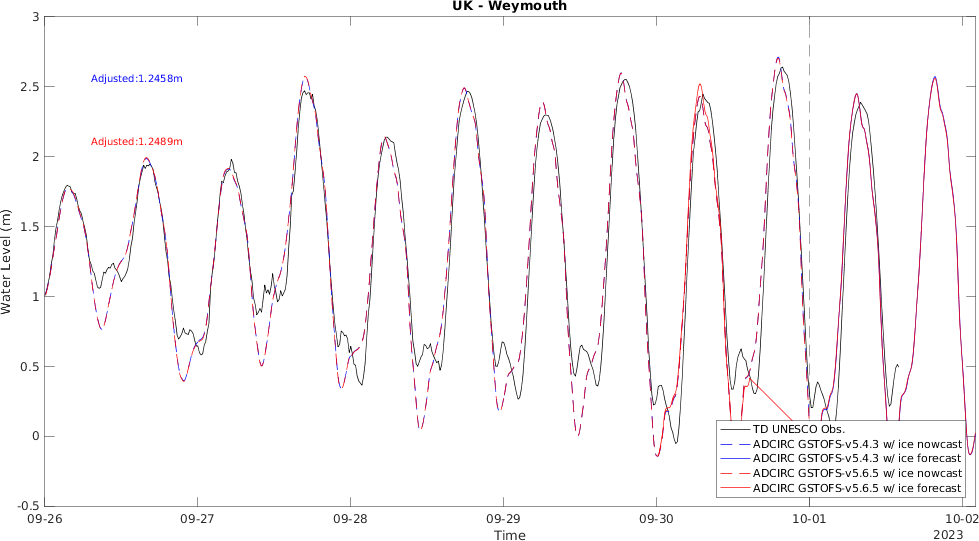 UK - Weymouth
3
2.5
2
1.5
1
0.5
0
-0.5
Water Level (m)
Adjusted:1.2458m
Adjusted:1.2489m
TD UNESCO Obs.
ADCIRC GSTOFS-v5.4.3 w/ ice nowcast
ADCIRC GSTOFS-v5.4.3 w/ ice forecast
ADCIRC GSTOFS-v5.6.5 w/ ice nowcast
ADCIRC GSTOFS-v5.6.5 w/ ice forecast
09-26 09-27 09-28 09-29 09-30 10-01 10-02
Time
2023